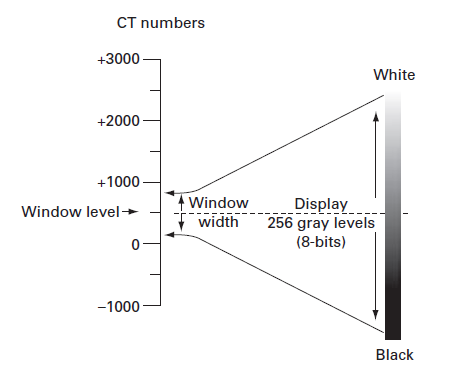 CT numbers
+3000
White
+2000
+1000
Window level
Window
width
Display
256 gray levels
(8-bits)
0
−1000
Black